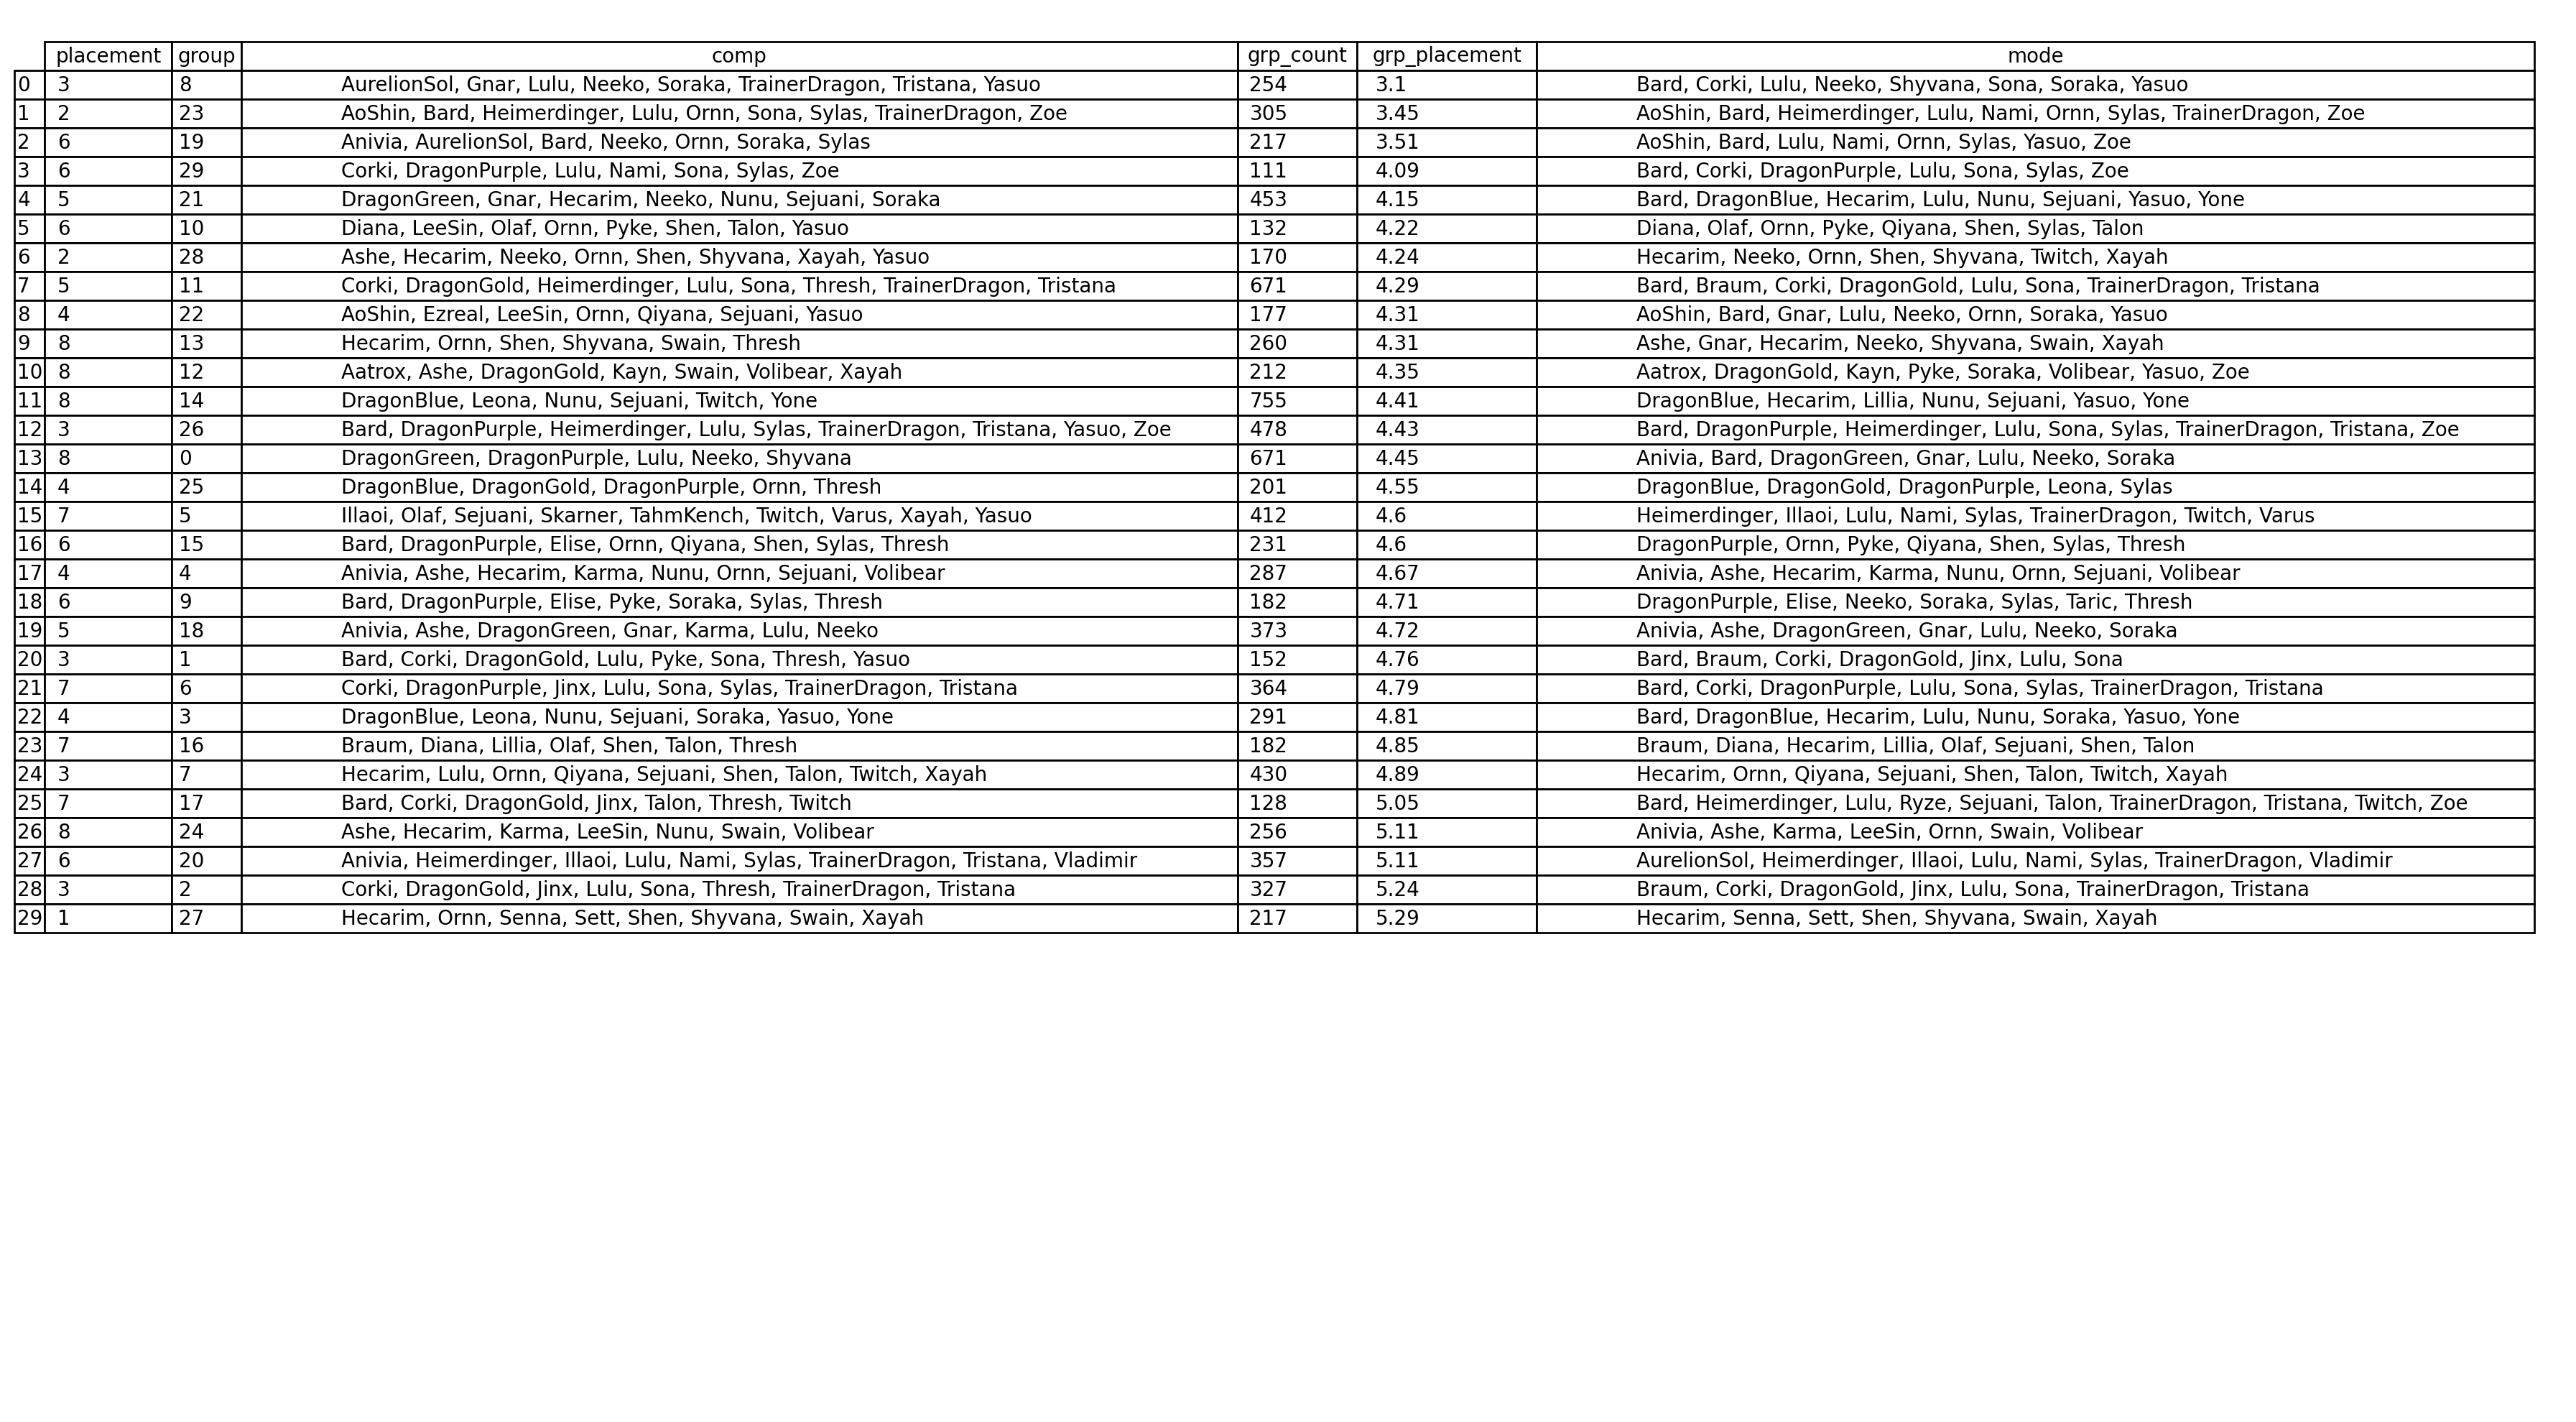 placement group comp grp_count grp_placement mode
0 3 8 AurelionSol, Gnar, Lulu, Neeko, Soraka, TrainerDragon, Tristana, Yasuo 254 3.1 Bard, Corki, Lulu, Neeko, Shyvana, Sona, Soraka, Yasuo
1 2 23 AoShin, Bard, Heimerdinger, Lulu, Ornn, Sona, Sylas, TrainerDragon, Zoe 305 3.45 AoShin, Bard, Heimerdinger, Lulu, Nami, Ornn, Sylas, TrainerDragon, Zoe
2 6 19 Anivia, AurelionSol, Bard, Neeko, Ornn, Soraka, Sylas 217 3.51 AoShin, Bard, Lulu, Nami, Ornn, Sylas, Yasuo, Zoe
3 6 29 Corki, DragonPurple, Lulu, Nami, Sona, Sylas, Zoe 111 4.09 Bard, Corki, DragonPurple, Lulu, Sona, Sylas, Zoe
4 5 21 DragonGreen, Gnar, Hecarim, Neeko, Nunu, Sejuani, Soraka 453 4.15 Bard, DragonBlue, Hecarim, Lulu, Nunu, Sejuani, Yasuo, Yone
5 6 10 Diana, LeeSin, Olaf, Ornn, Pyke, Shen, Talon, Yasuo 132 4.22 Diana, Olaf, Ornn, Pyke, Qiyana, Shen, Sylas, Talon
6 2 28 Ashe, Hecarim, Neeko, Ornn, Shen, Shyvana, Xayah, Yasuo 170 4.24 Hecarim, Neeko, Ornn, Shen, Shyvana, Twitch, Xayah
7 5 11 Corki, DragonGold, Heimerdinger, Lulu, Sona, Thresh, TrainerDragon, Tristana 671 4.29 Bard, Braum, Corki, DragonGold, Lulu, Sona, TrainerDragon, Tristana
8 4 22 AoShin, Ezreal, LeeSin, Ornn, Qiyana, Sejuani, Yasuo 177 4.31 AoShin, Bard, Gnar, Lulu, Neeko, Ornn, Soraka, Yasuo
9 8 13 Hecarim, Ornn, Shen, Shyvana, Swain, Thresh 260 4.31 Ashe, Gnar, Hecarim, Neeko, Shyvana, Swain, Xayah
10 8 12 Aatrox, Ashe, DragonGold, Kayn, Swain, Volibear, Xayah 212 4.35 Aatrox, DragonGold, Kayn, Pyke, Soraka, Volibear, Yasuo, Zoe
11 8 14 DragonBlue, Leona, Nunu, Sejuani, Twitch, Yone 755 4.41 DragonBlue, Hecarim, Lillia, Nunu, Sejuani, Yasuo, Yone
12 3 26 Bard, DragonPurple, Heimerdinger, Lulu, Sylas, TrainerDragon, Tristana, Yasuo, Zoe 478 4.43 Bard, DragonPurple, Heimerdinger, Lulu, Sona, Sylas, TrainerDragon, Tristana, Zoe
13 8 0 DragonGreen, DragonPurple, Lulu, Neeko, Shyvana 671 4.45 Anivia, Bard, DragonGreen, Gnar, Lulu, Neeko, Soraka
14 4 25 DragonBlue, DragonGold, DragonPurple, Ornn, Thresh 201 4.55 DragonBlue, DragonGold, DragonPurple, Leona, Sylas
15 7 5 Illaoi, Olaf, Sejuani, Skarner, TahmKench, Twitch, Varus, Xayah, Yasuo 412 4.6 Heimerdinger, Illaoi, Lulu, Nami, Sylas, TrainerDragon, Twitch, Varus
16 6 15 Bard, DragonPurple, Elise, Ornn, Qiyana, Shen, Sylas, Thresh 231 4.6 DragonPurple, Ornn, Pyke, Qiyana, Shen, Sylas, Thresh
17 4 4 Anivia, Ashe, Hecarim, Karma, Nunu, Ornn, Sejuani, Volibear 287 4.67 Anivia, Ashe, Hecarim, Karma, Nunu, Ornn, Sejuani, Volibear
18 6 9 Bard, DragonPurple, Elise, Pyke, Soraka, Sylas, Thresh 182 4.71 DragonPurple, Elise, Neeko, Soraka, Sylas, Taric, Thresh
19 5 18 Anivia, Ashe, DragonGreen, Gnar, Karma, Lulu, Neeko 373 4.72 Anivia, Ashe, DragonGreen, Gnar, Lulu, Neeko, Soraka
20 3 1 Bard, Corki, DragonGold, Lulu, Pyke, Sona, Thresh, Yasuo 152 4.76 Bard, Braum, Corki, DragonGold, Jinx, Lulu, Sona
21 7 6 Corki, DragonPurple, Jinx, Lulu, Sona, Sylas, TrainerDragon, Tristana 364 4.79 Bard, Corki, DragonPurple, Lulu, Sona, Sylas, TrainerDragon, Tristana
22 4 3 DragonBlue, Leona, Nunu, Sejuani, Soraka, Yasuo, Yone 291 4.81 Bard, DragonBlue, Hecarim, Lulu, Nunu, Soraka, Yasuo, Yone
23 7 16 Braum, Diana, Lillia, Olaf, Shen, Talon, Thresh 182 4.85 Braum, Diana, Hecarim, Lillia, Olaf, Sejuani, Shen, Talon
24 3 7 Hecarim, Lulu, Ornn, Qiyana, Sejuani, Shen, Talon, Twitch, Xayah 430 4.89 Hecarim, Ornn, Qiyana, Sejuani, Shen, Talon, Twitch, Xayah
25 7 17 Bard, Corki, DragonGold, Jinx, Talon, Thresh, Twitch 128 5.05 Bard, Heimerdinger, Lulu, Ryze, Sejuani, Talon, TrainerDragon, Tristana, Twitch, Zoe
26 8 24 Ashe, Hecarim, Karma, LeeSin, Nunu, Swain, Volibear 256 5.11 Anivia, Ashe, Karma, LeeSin, Ornn, Swain, Volibear
27 6 20 Anivia, Heimerdinger, Illaoi, Lulu, Nami, Sylas, TrainerDragon, Tristana, Vladimir 357 5.11 AurelionSol, Heimerdinger, Illaoi, Lulu, Nami, Sylas, TrainerDragon, Vladimir
28 3 2 Corki, DragonGold, Jinx, Lulu, Sona, Thresh, TrainerDragon, Tristana 327 5.24 Braum, Corki, DragonGold, Jinx, Lulu, Sona, TrainerDragon, Tristana
29 1 27 Hecarim, Ornn, Senna, Sett, Shen, Shyvana, Swain, Xayah 217 5.29 Hecarim, Senna, Sett, Shen, Shyvana, Swain, Xayah